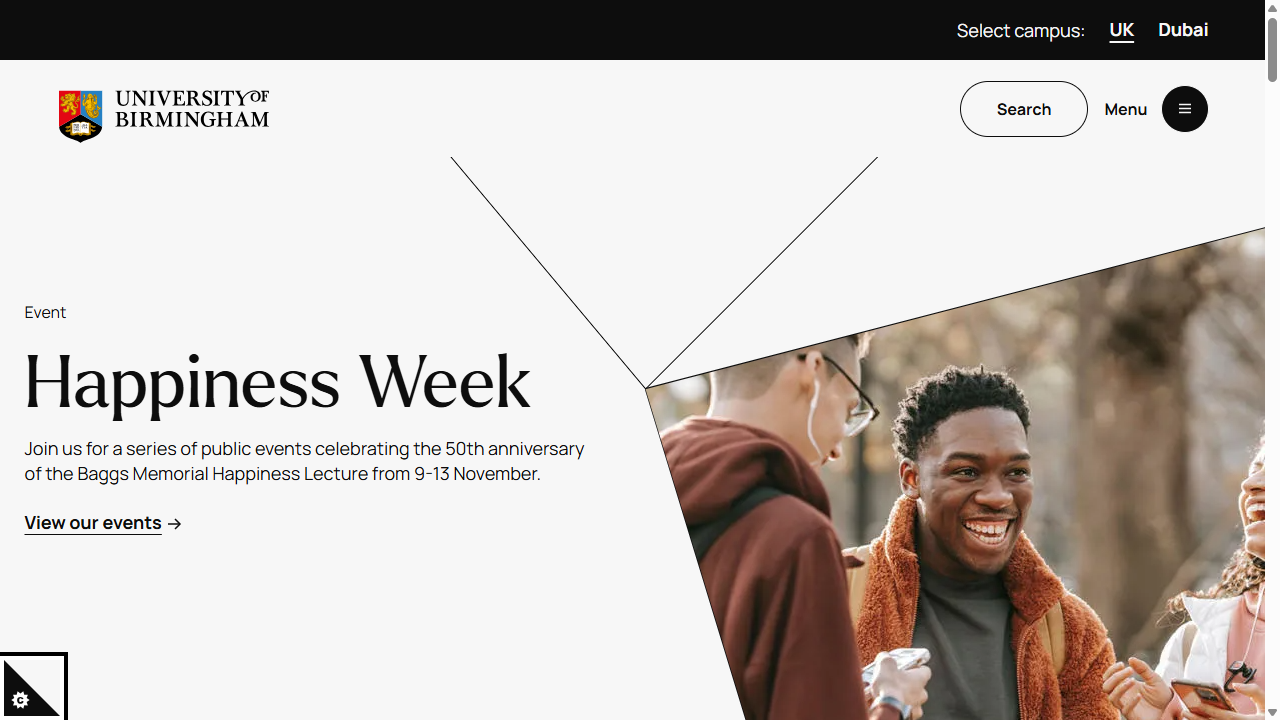 Select campus: UK Dubai
UNIVERSITY OF
BIRMINGHAM
Search
Menu
Event
Happiness Week
Join us for a series of public events celebrating the 50th anniversary
of the Baggs Memorial Happiness Lecture from 9-13 November.
View our events →